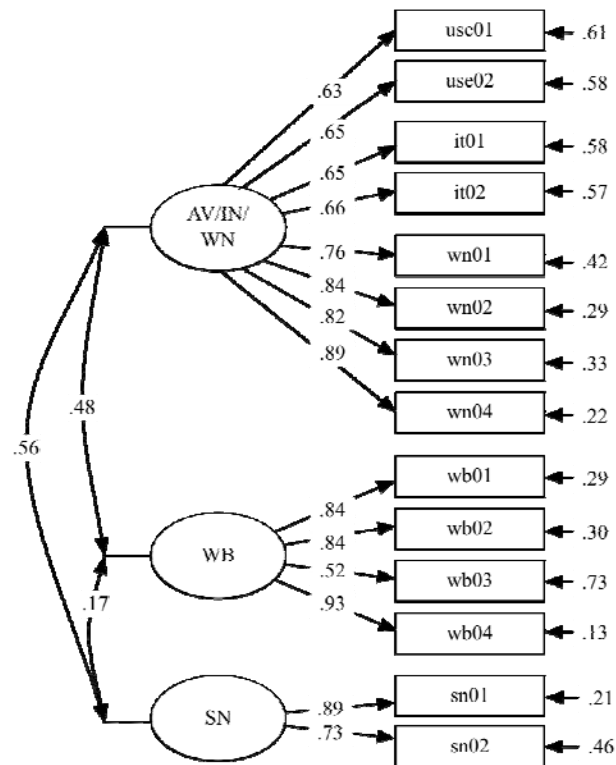 usc01
.61
.63
use02
.58
.65
it01
.58
.65
it02
.57
.66
AV/IN/
WN
wn01
.42
.76
wn02
.29
.84
wn03
.33
.82
wn04
.22
.89
.48
.56
wb01
.29
.84
wb02
.30
.84
WB
wb03
.73
.52
wb04
.13
.93
.17
sn01
.21
.89
SN
sn02
.46
.73